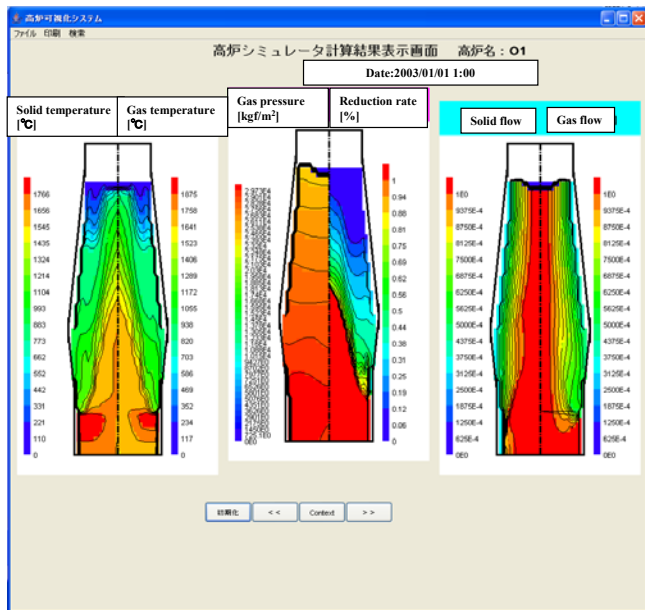 高炉可視化システム
ファイル 印刷 検索
高炉シミュレータ計算結果表示画面 高炉名：O1
Date:2003/01/01 1:00
Solid temperature
[℃]
Gas temperature
[℃]
Gas pressure
[kgf/m²]
Reduction rate
[%]
Solid flow
Gas flow
1766
1656
1545
1435
1324
1214
1104
993
883
773
662
552
442
331
221
110
0
1875
1758
1641
1523
1406
1289
1172
1055
938
820
703
586
469
352
234
117
0
2.973E4
0E0
1
0.94
0.88
0.81
0.75
0.69
0.62
0.56
0.5
0.44
0.38
0.31
0.25
0.19
0.12
0.06
0
1E0
9375E-4
8750E-4
8125E-4
7500E-4
6875E-4
6250E-4
5625E-4
5000E-4
4375E-4
3750E-4
3125E-4
2500E-4
1875E-4
1250E-4
625E-4
0E0
1E0
9375E-4
8750E-4
8125E-4
7500E-4
6875E-4
6250E-4
5625E-4
5000E-4
4375E-4
3750E-4
3125E-4
2500E-4
1875E-4
1250E-4
625E-4
0E0
初期化
<<
Context
>>